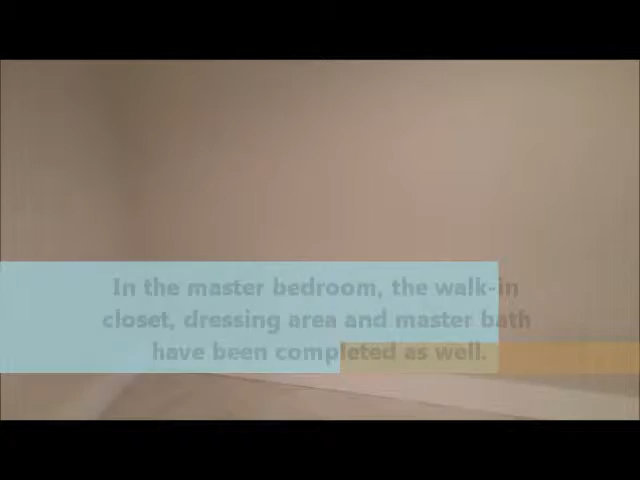 In the master bedroom, the walk-in
closet, dressing area and master bath
have been completed as well.